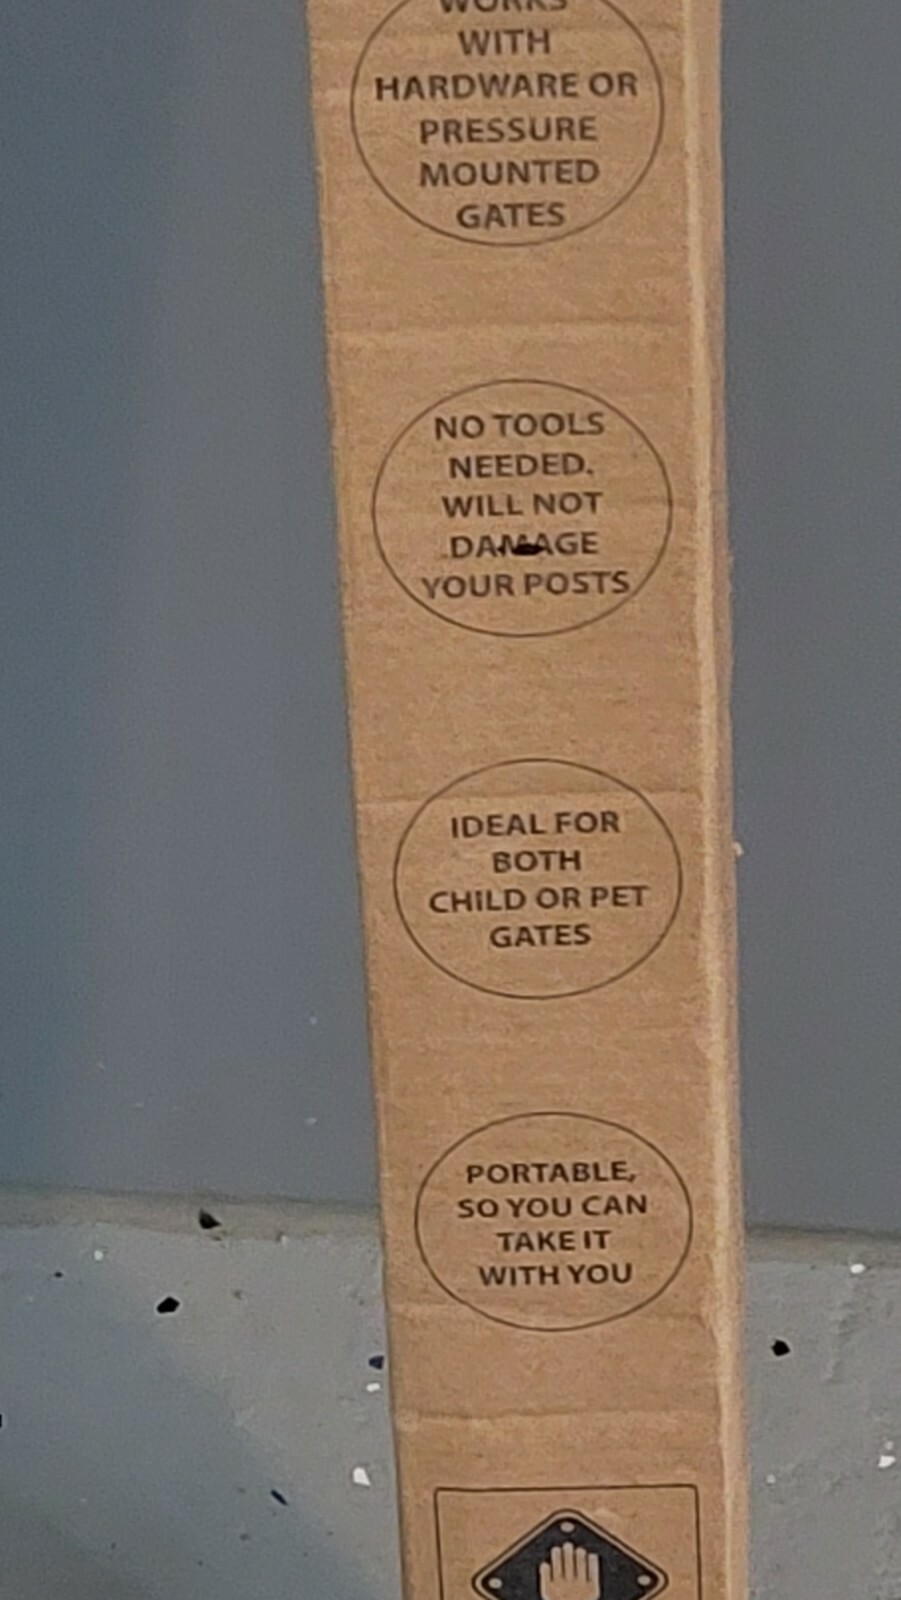 WORKS
WITH
HARDWARE OR
PRESSURE
MOUNTED
GATES
NO TOOLS
NEEDED.
WILL NOT
DAMAGE
YOUR POSTS
IDEAL FOR
BOTH
CHILD OR PET
GATES
PORTABLE,
SO YOU CAN
TAKE IT
WITH YOU